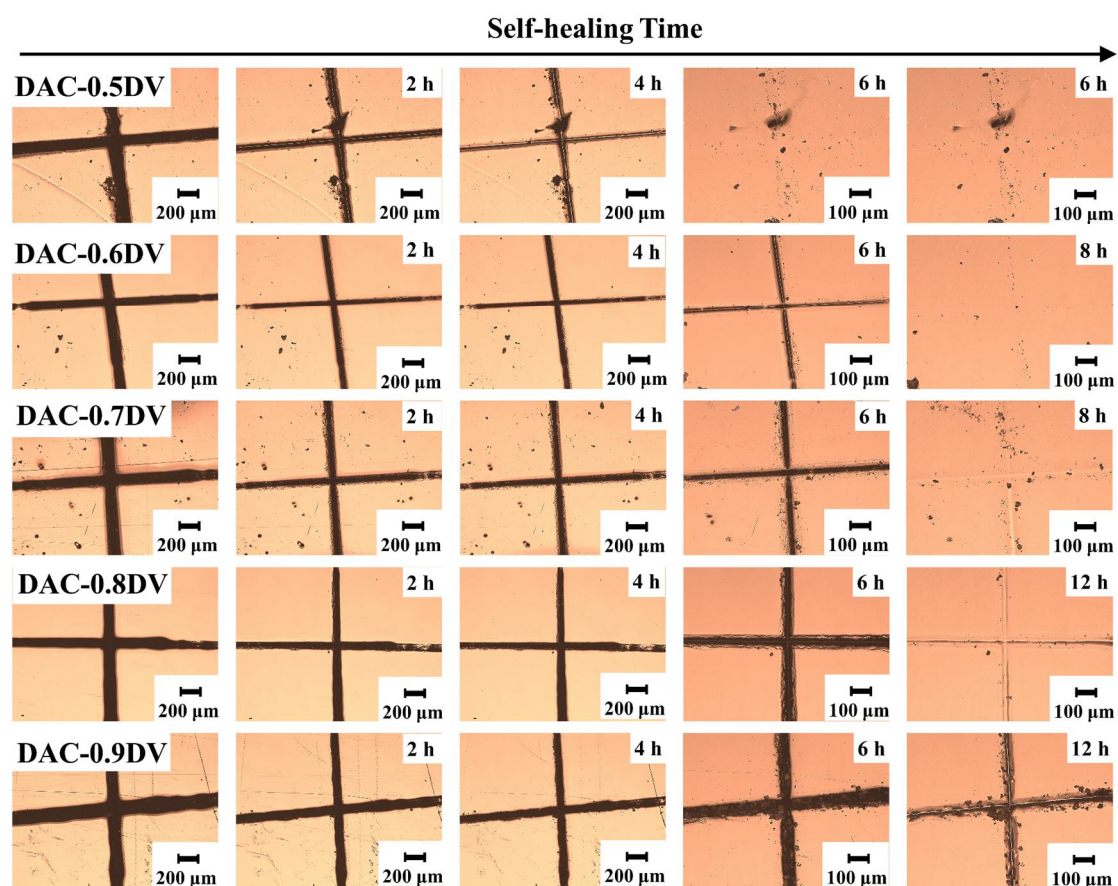 Self-healing Time
DAC-0.5DV
2 h
4 h
6 h
6 h
200 µm
200 µm
200 µm
100 µm
100 µm
DAC-0.6DV
2 h
4 h
6 h
8 h
200 µm
200 µm
200 µm
100 µm
100 µm
DAC-0.7DV
2 h
4 h
6 h
8 h
200 µm
200 µm
200 µm
100 µm
100 µm
DAC-0.8DV
2 h
4 h
6 h
12 h
200 µm
200 µm
200 µm
100 µm
100 µm
DAC-0.9DV
2 h
4 h
6 h
12 h
200 µm
200 µm
200 µm
100 µm
100 µm